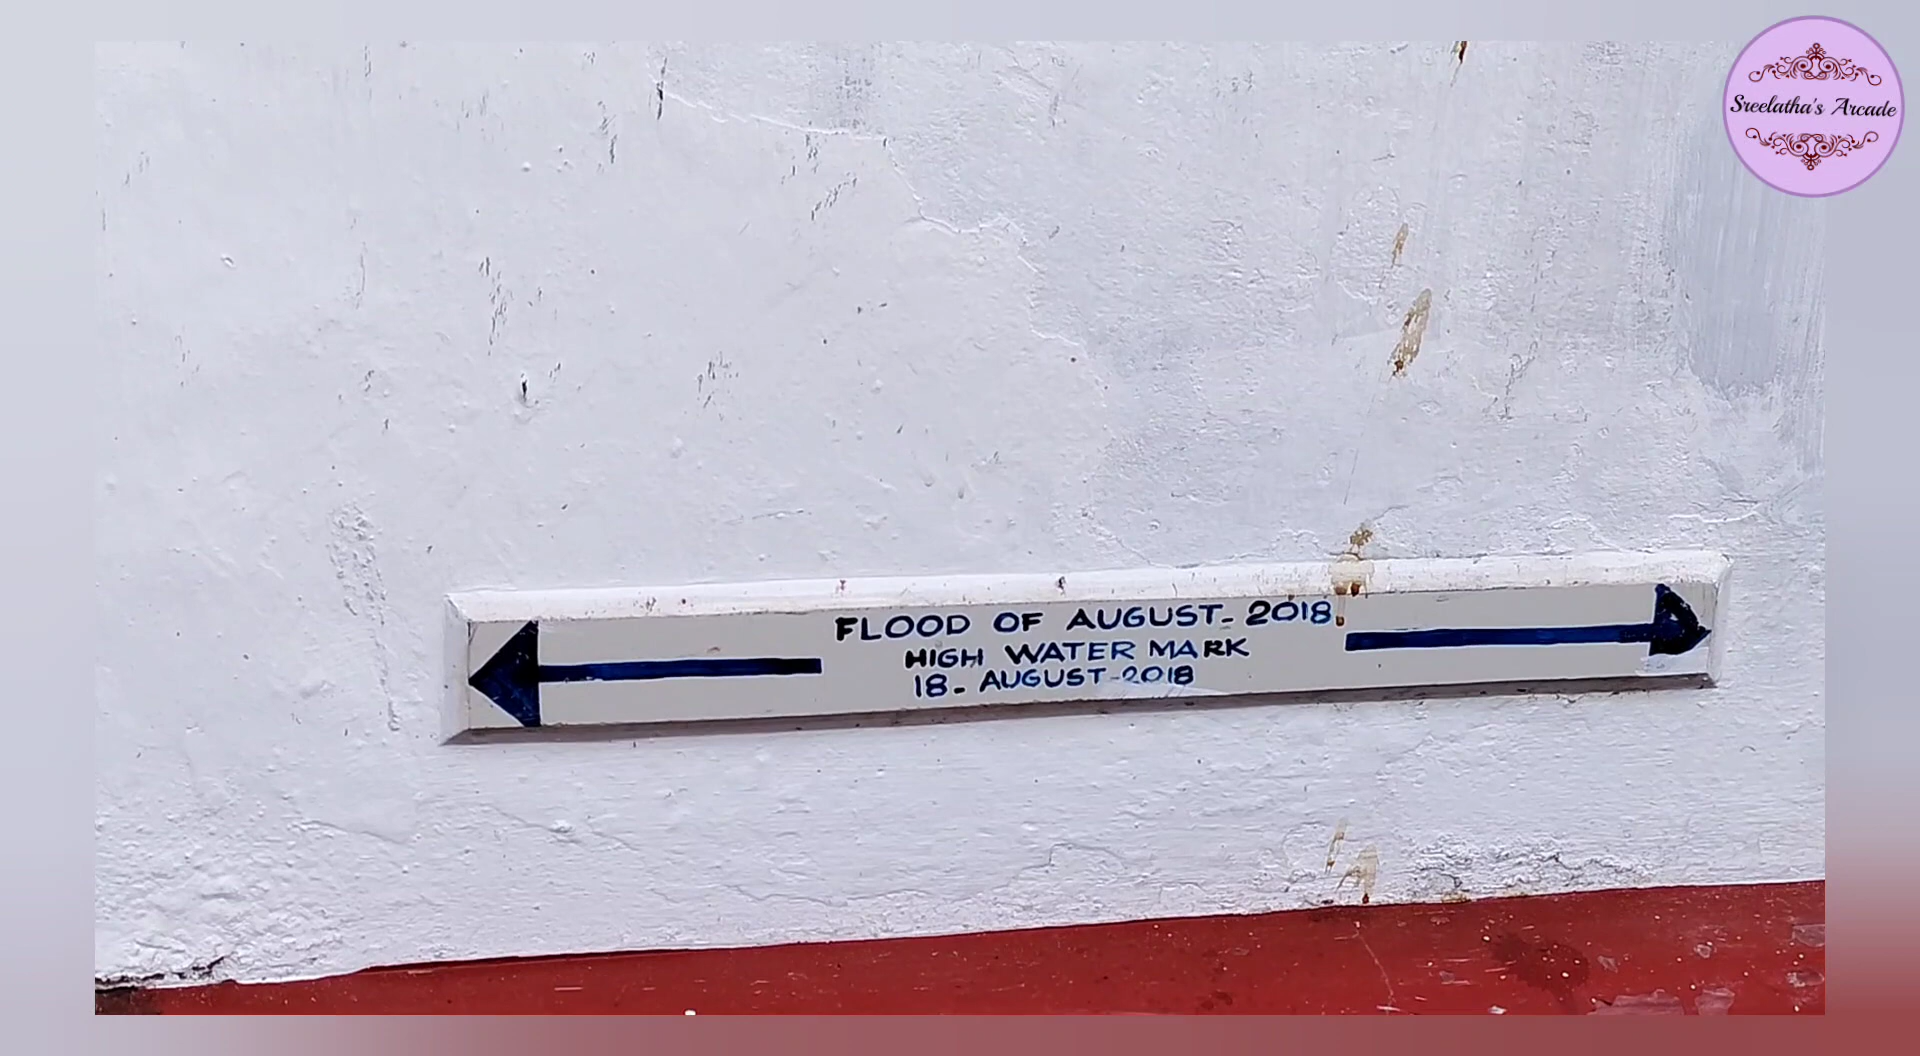 Sreelatha's Arcade
FLOOD OF AUGUST-2018
HIGH WATER MARK
18-AUGUST-2018